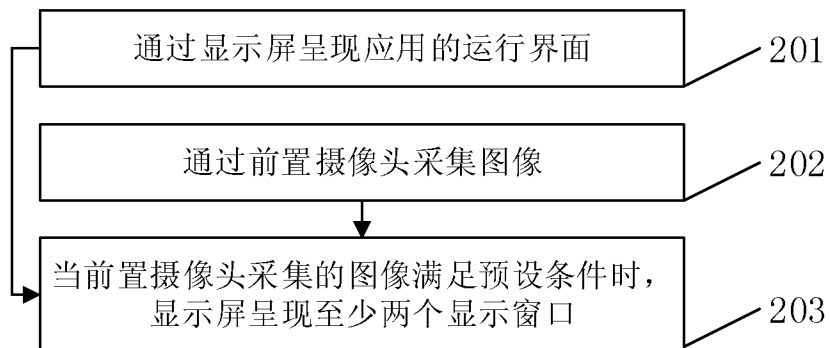 通过显示屏呈现应用的运行界面
201
通过前置摄像头采集图像
202
当前置摄像头采集的图像满足预设条件时，
显示屏呈现至少两个显示窗口
203